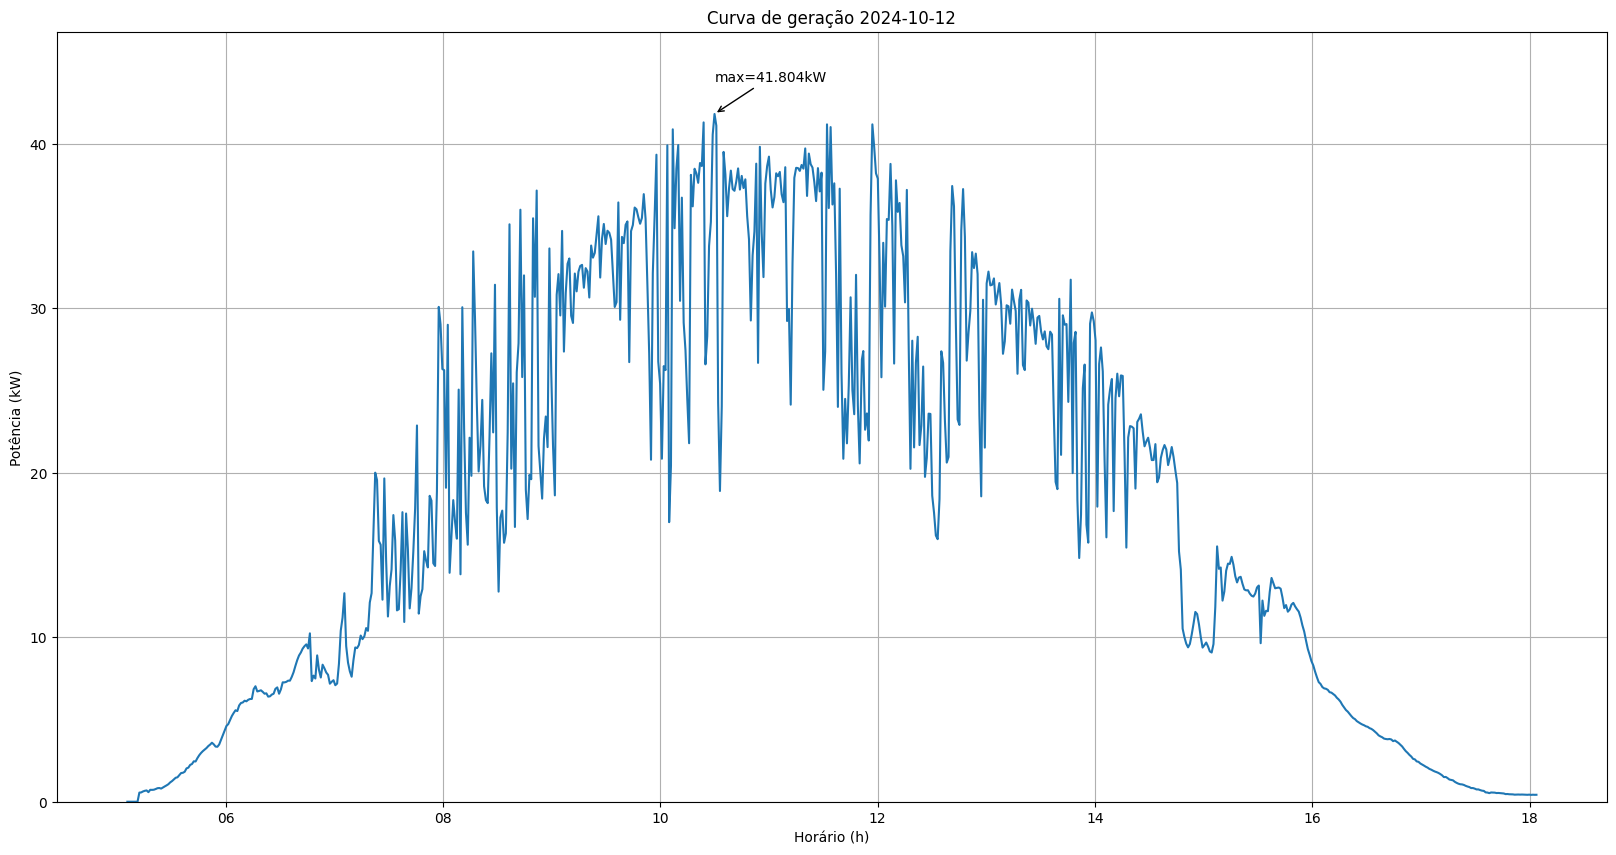 Curva de geração 2024-10-12
max=41.804kW
Potência (kW)
40
30
20
10
0
06 08 10 12 14 16 18
Horário (h)